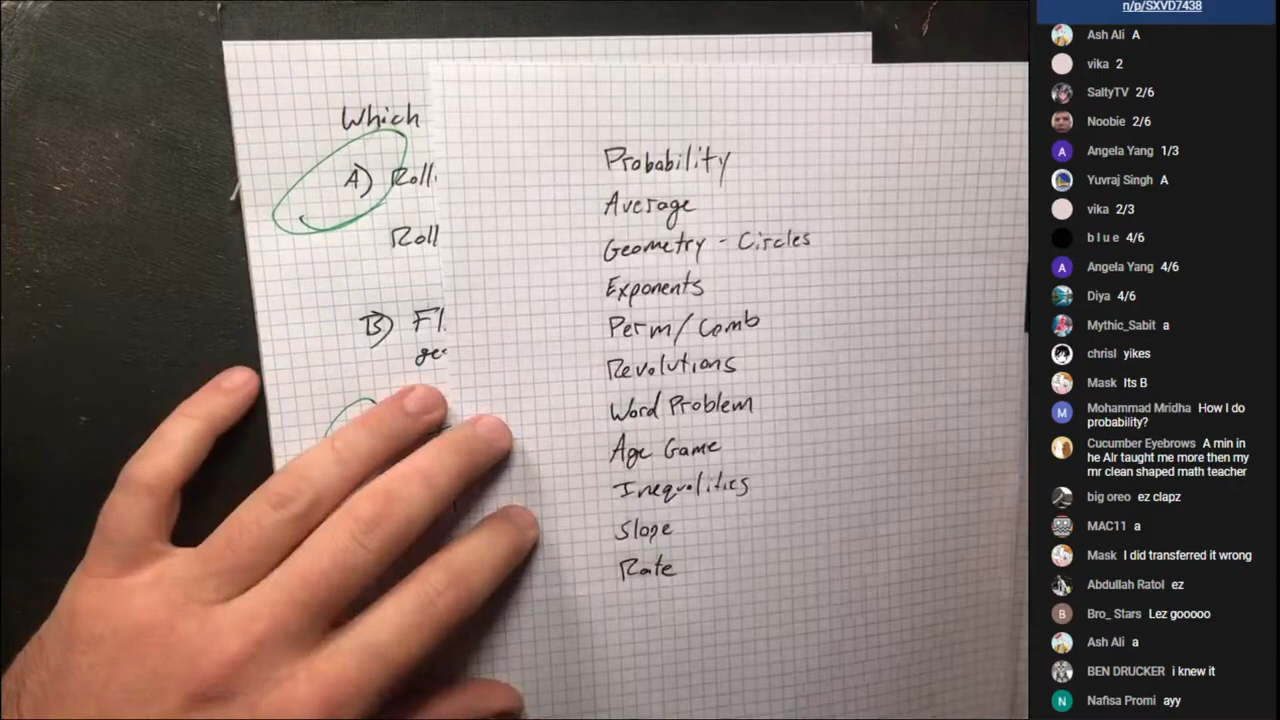 Which
A) Roll
Roll
B) Fl
ge
Probability
Average
Geometry - Circles
Exponents
Perm/Comb
Revolutions
Word Problem
Age Game
Inequalities
Slope
Rate
n/p/SXVD7438
Ash Ali A
vika 2
SaltyTV 2/6
Noobie 2/6
A Angela Yang 1/3
Yuvraj Singh A
vika 2/3
b l u e 4/6
A Angela Yang 4/6
Diya 4/6
Mythic_Sabit a
chrisl yikes
Mask Its B
M Mohammad Mridha How I do
probability?
Cucumber Eyebrows A min in
he Alr taught me more then my
mr clean shaped math teacher
big oreo ez clapz
MAC11 a
Mask I did transferred it wrong
Abdullah Ratol ez
B Bro_ Stars Lez gooooo
Ash Ali a
BEN DRUCKER i knew it
N Nafisa Promi ayy